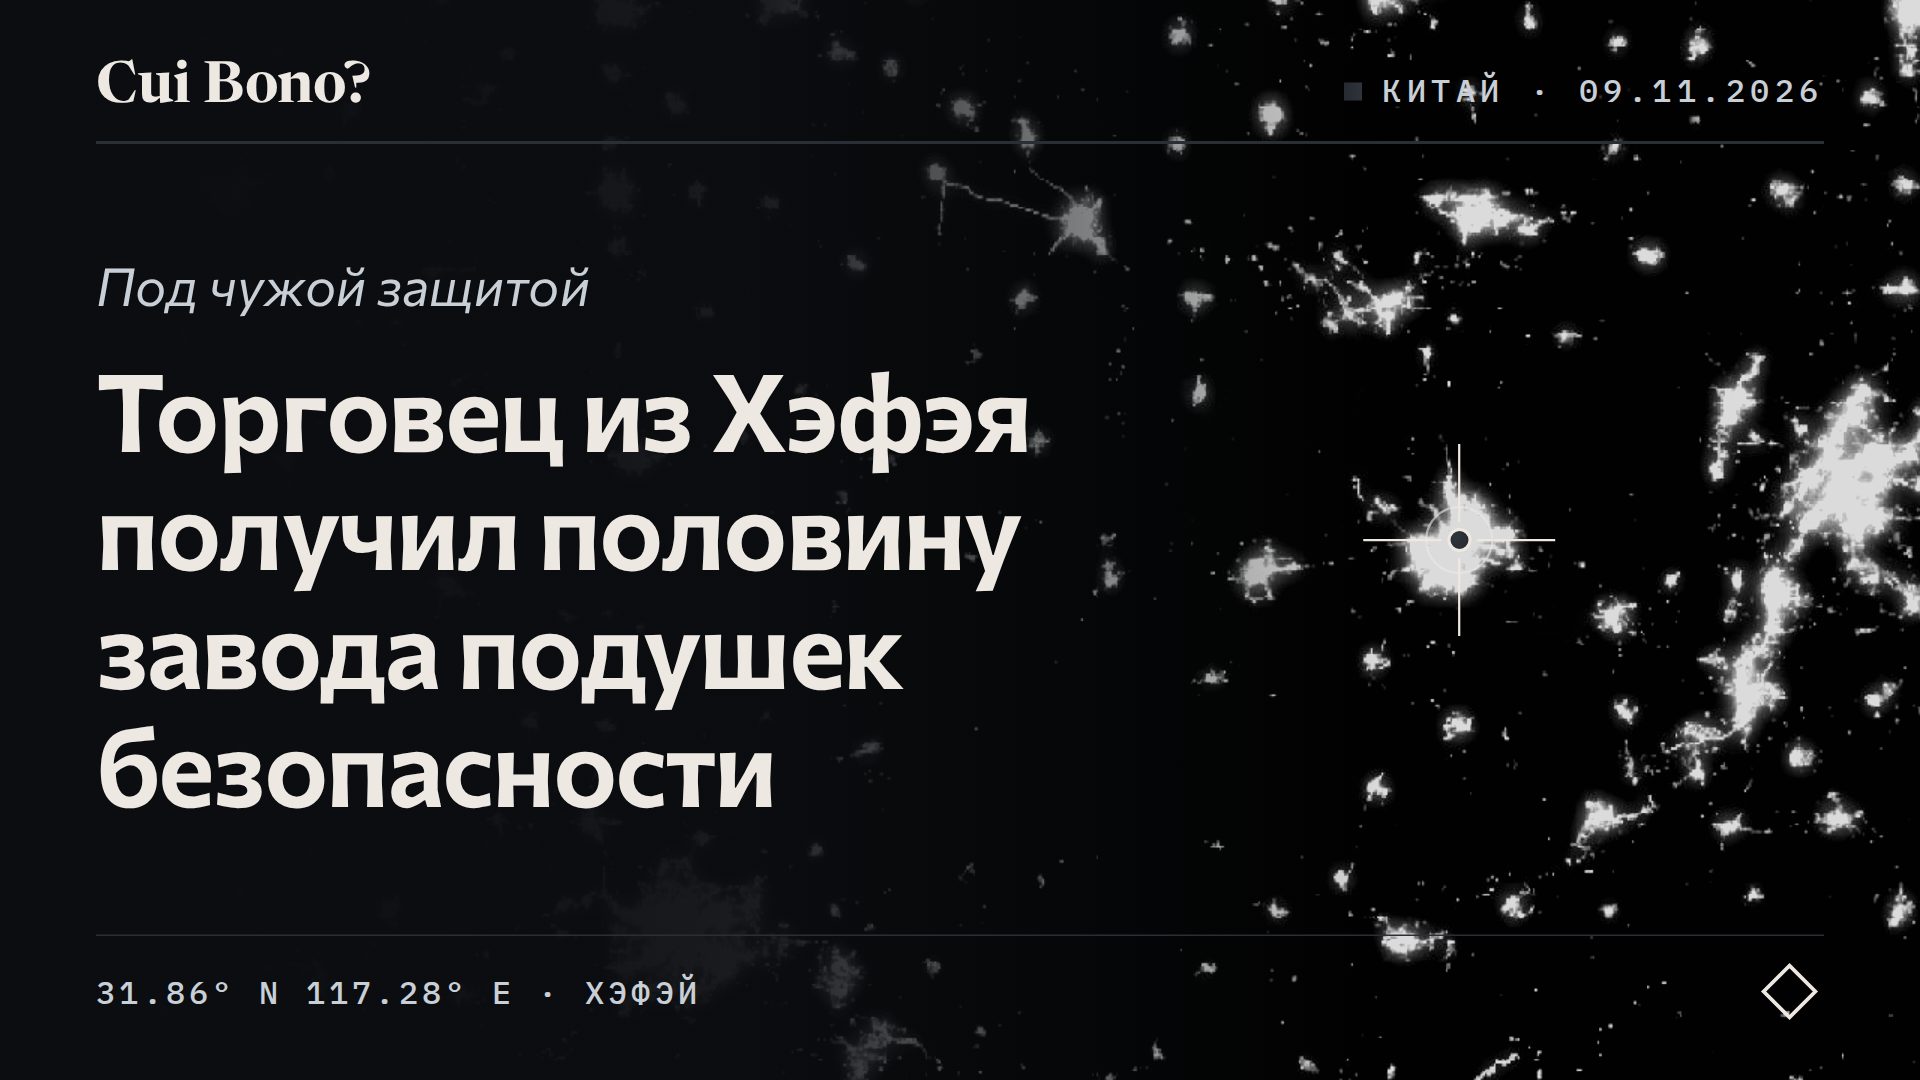 Cui Bono?
КИТАЙ · 09.11.2026
Под чужой защитой
Торговец из Хэфэя
получил половину
завода подушек
безопасности
31.86° N 117.28° E · ХЭФЭЙ